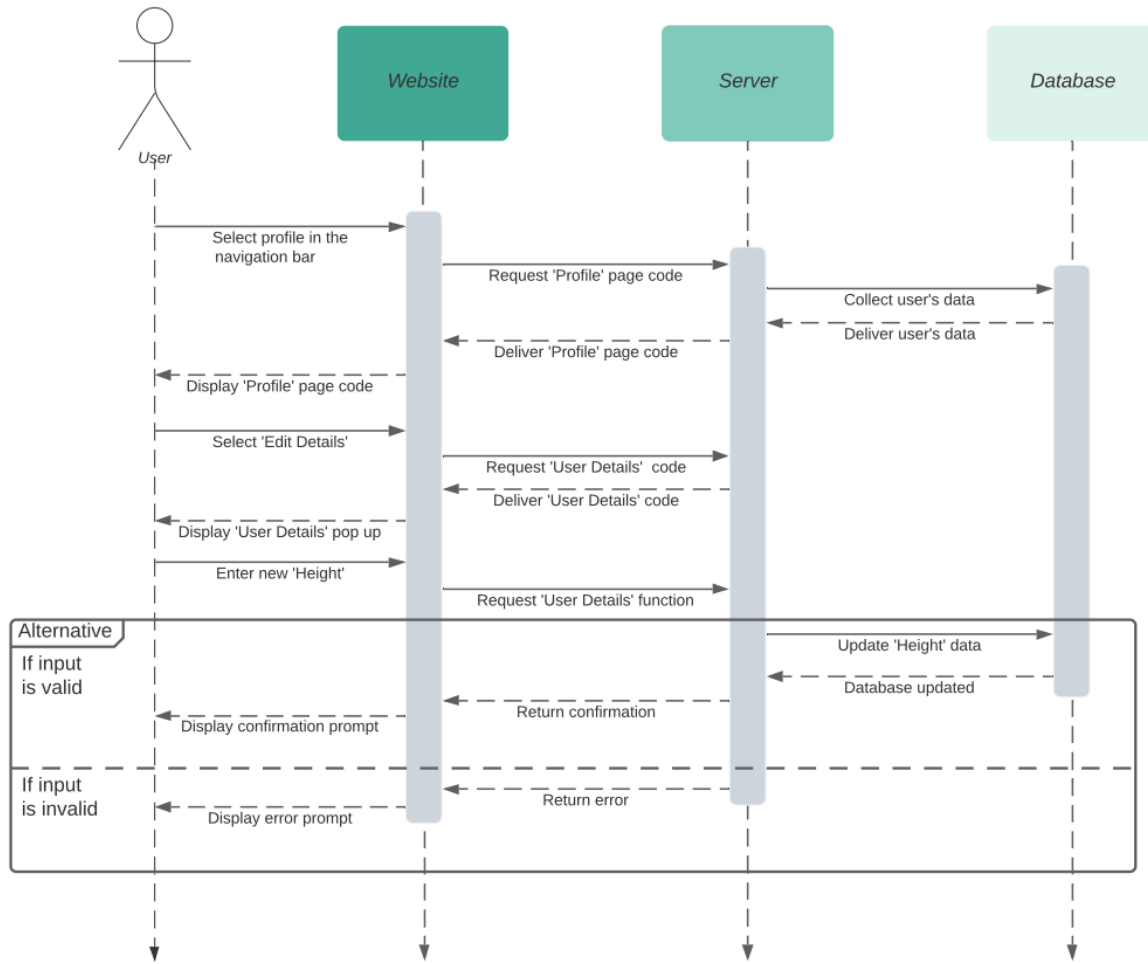 User
Website
Server
Database
Select profile in the
navigation bar
Request 'Profile' page code
Collect user's data
Deliver user's data
Deliver 'Profile' page code
Display 'Profile' page code
Select 'Edit Details'
Request 'User Details'  code
Deliver 'User Details' code
Display 'User Details' pop up
Enter new 'Height'
Request 'User Details' function
Alternative
If input
is valid
Update 'Height' data
Database updated
Return confirmation
Display confirmation prompt
If input
is invalid
Return error
Display error prompt